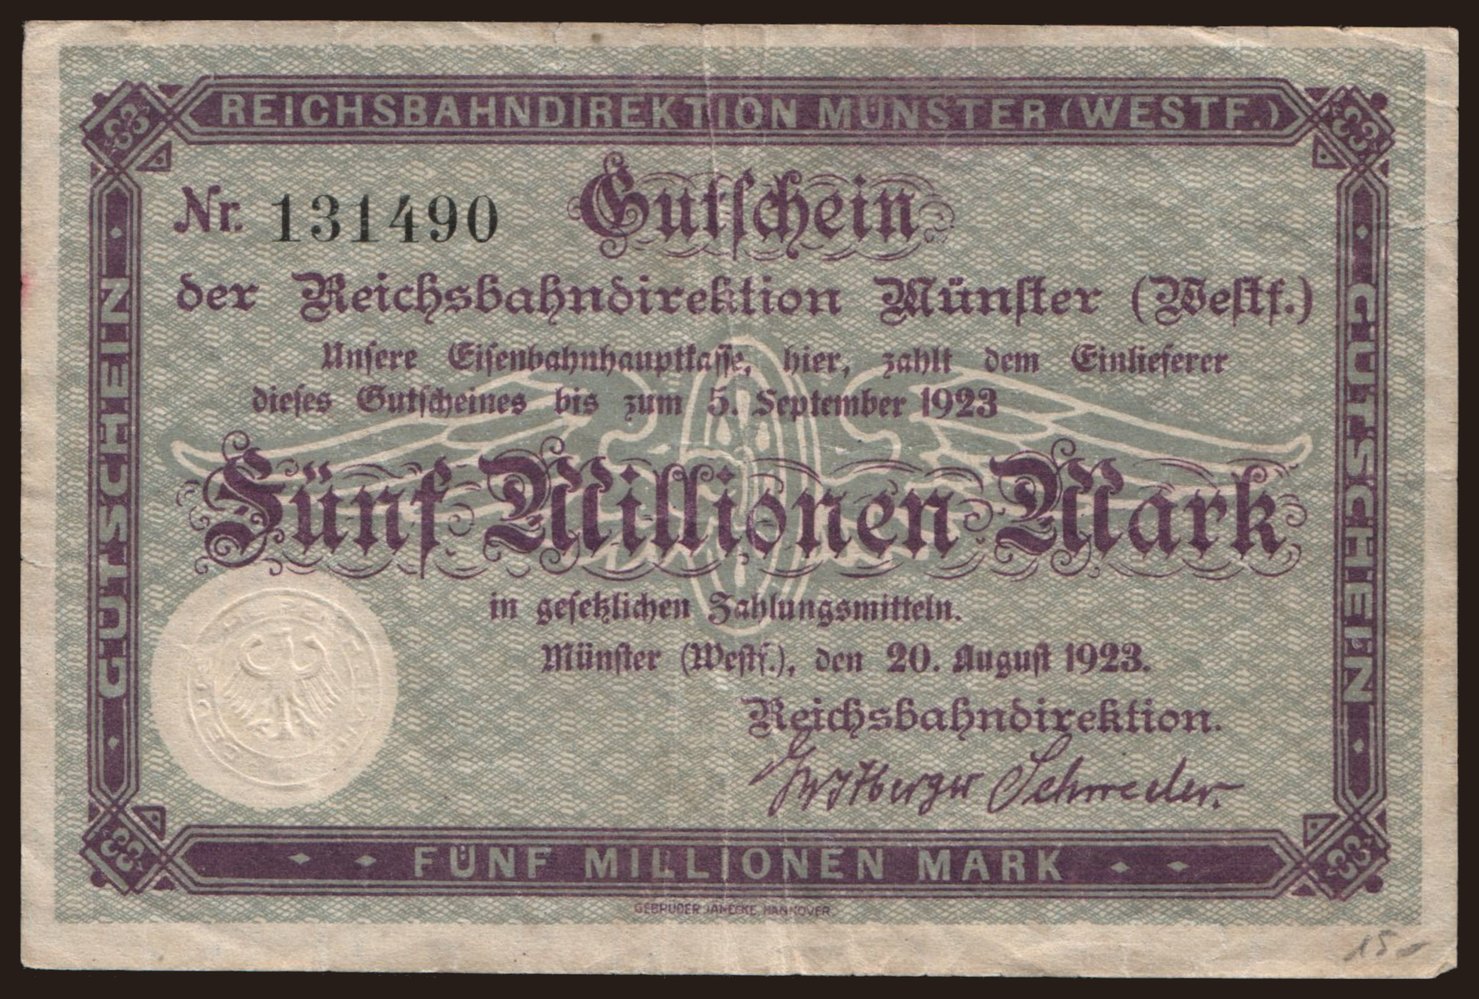 REICHSBAHNDIREKTION MÜNSTER (WESTF.)
Nr. 131490
Gutschein
der Reichsbahndirektion Münster (Westf.)
Unsere Eisenbahnhauptkasse, hier, zahlt dem Einlieferer
dieses Gutscheines bis zum 5. September 1923
Fünf Millionen Mark
in gesetzlichen Zahlungsmitteln.
Münster (Westf.), den 20. August 1923.
Reichsbahndirektion.
Schrieder.
FÜNF MILLIONEN MARK
GEBRÜDER JÄNECKE, HANNOVER
GUTSCHEIN
GUTSCHIEN
15